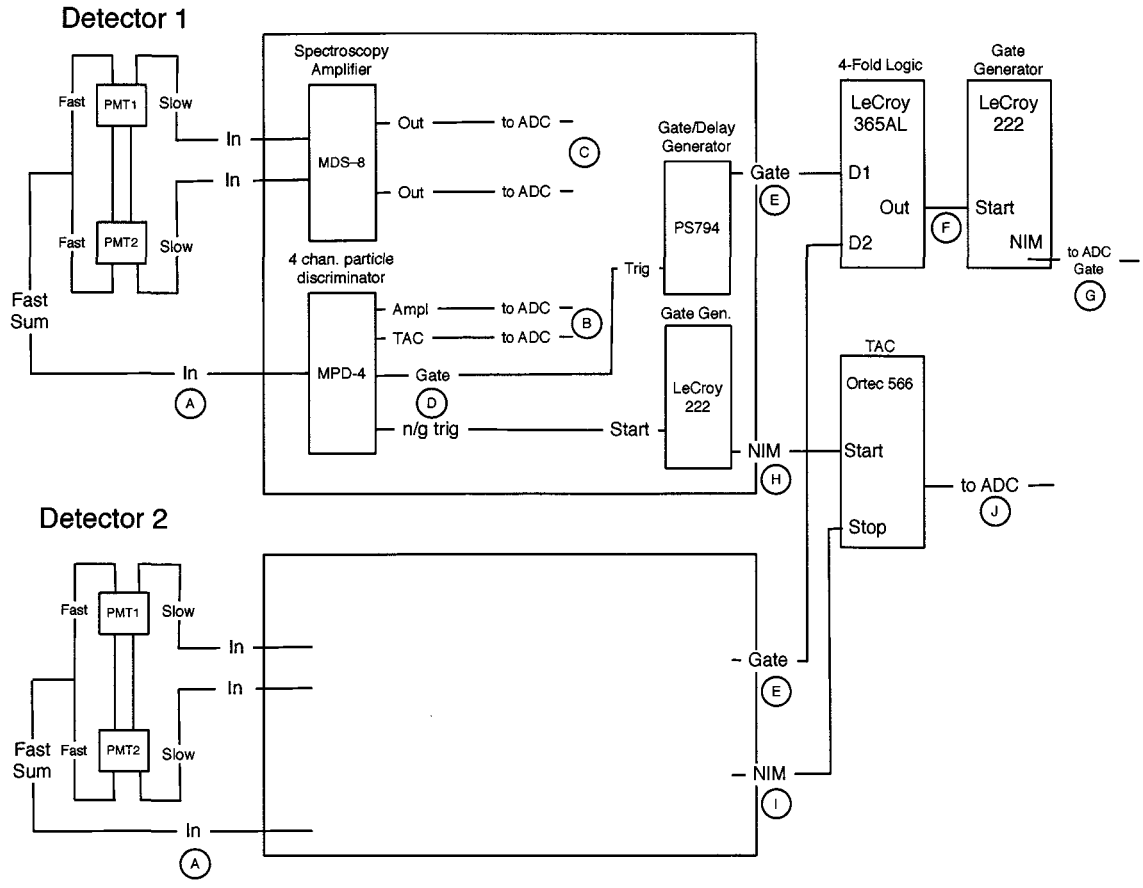 Detector 1
Fast
PMT1
Slow
Fast
PMT2
Slow
Fast
Sum
In
In
In
A
Spectroscopy
Amplifier
MDS–8
Out
to ADC
C
Out
to ADC
4 chan. particle
discriminator
MPD-4
Ampl
to ADC
B
TAC
to ADC
Gate
D
n/g trig
Start
Gate/Delay
Generator
PS794
Trig
Gate Gen.
LeCroy
222
Gate
E
NIM
H
4-Fold Logic
LeCroy
365AL
D1
Out
D2
F
Gate
Generator
LeCroy
222
Start
NIM
to ADC
Gate
G
TAC
Ortec 566
Start
Stop
to ADC
J
Detector 2
Fast
PMT1
Slow
Fast
PMT2
Slow
Fast
Sum
In
In
In
A
Gate
E
NIM
I